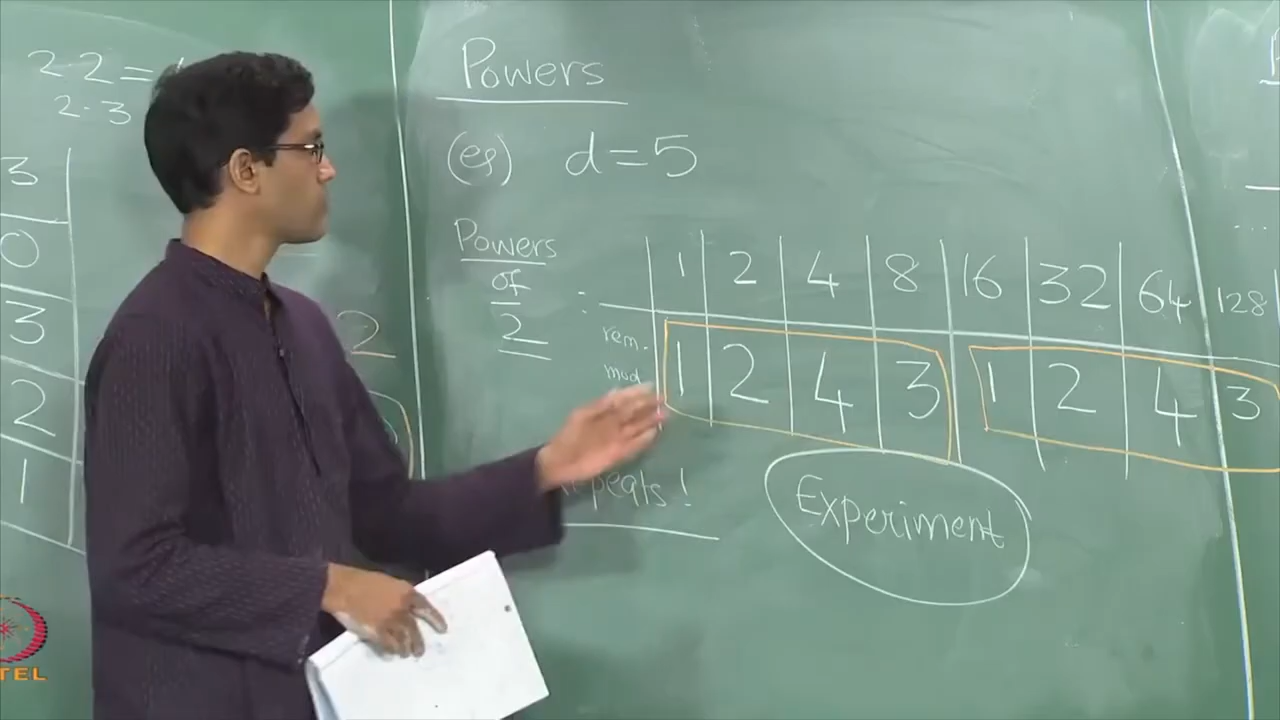 2·2=
2·3
3
0
3
2
1
2
Powers
(eg) d=5
Powers
of
2
:
1 2 4 8 16 32 64 128
rem.
mod
1 2 4 3 1 2 4 3
Repeats!
Experiment
...
TEL